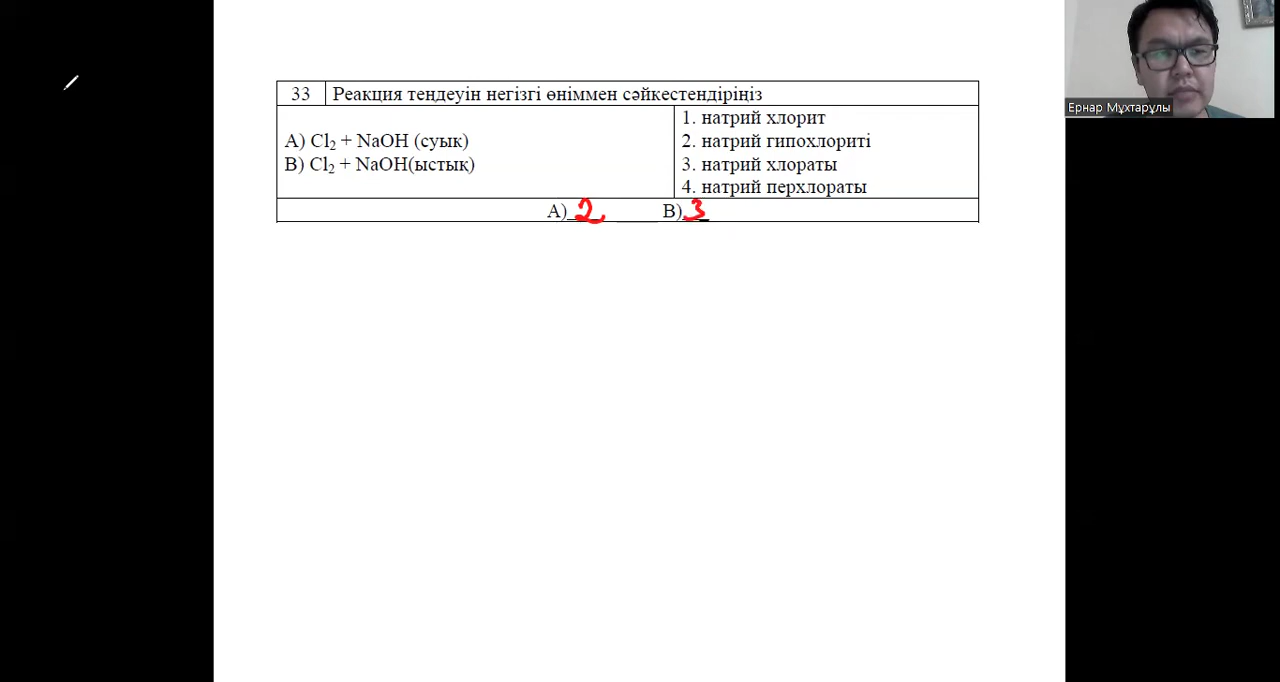 33 Реакция теңдеуін негізгі өніммен сәйкестендіріңіз
A) Cl₂ + NaOH (суық)
B) Cl₂ + NaOH(ыстық)
1. натрий хлорит
2. натрий гипохлориті
3. натрий хлораты
4. натрий перхлораты
A) 2 B) 3
Ернар Мұхтарұлы